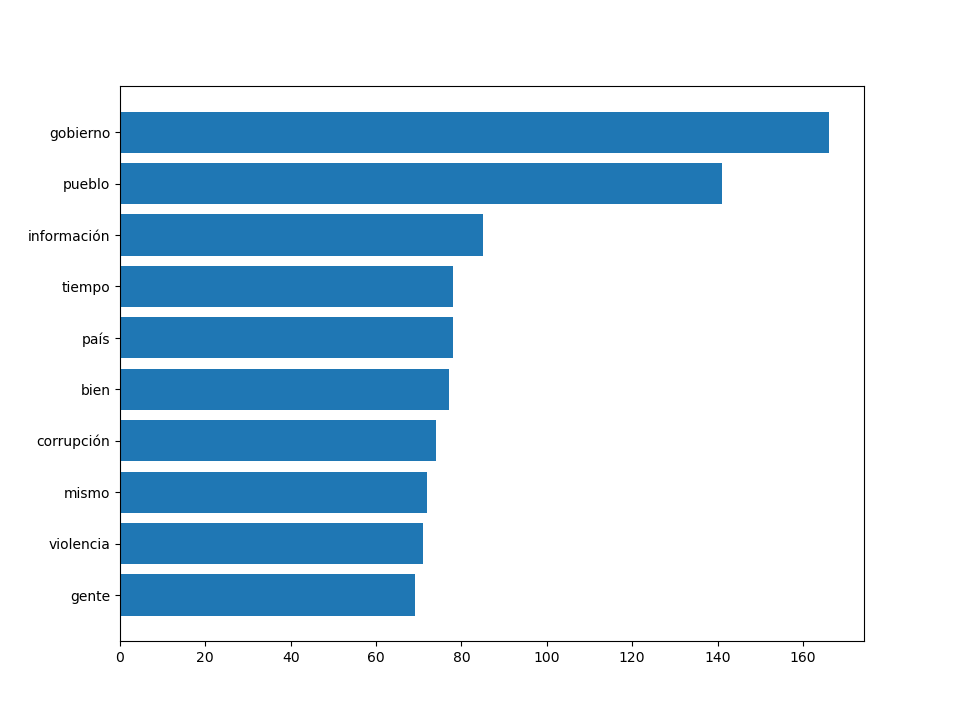 gobierno
pueblo
información
tiempo
país
bien
corrupción
mismo
violencia
gente
0 20 40 60 80 100 120 140 160